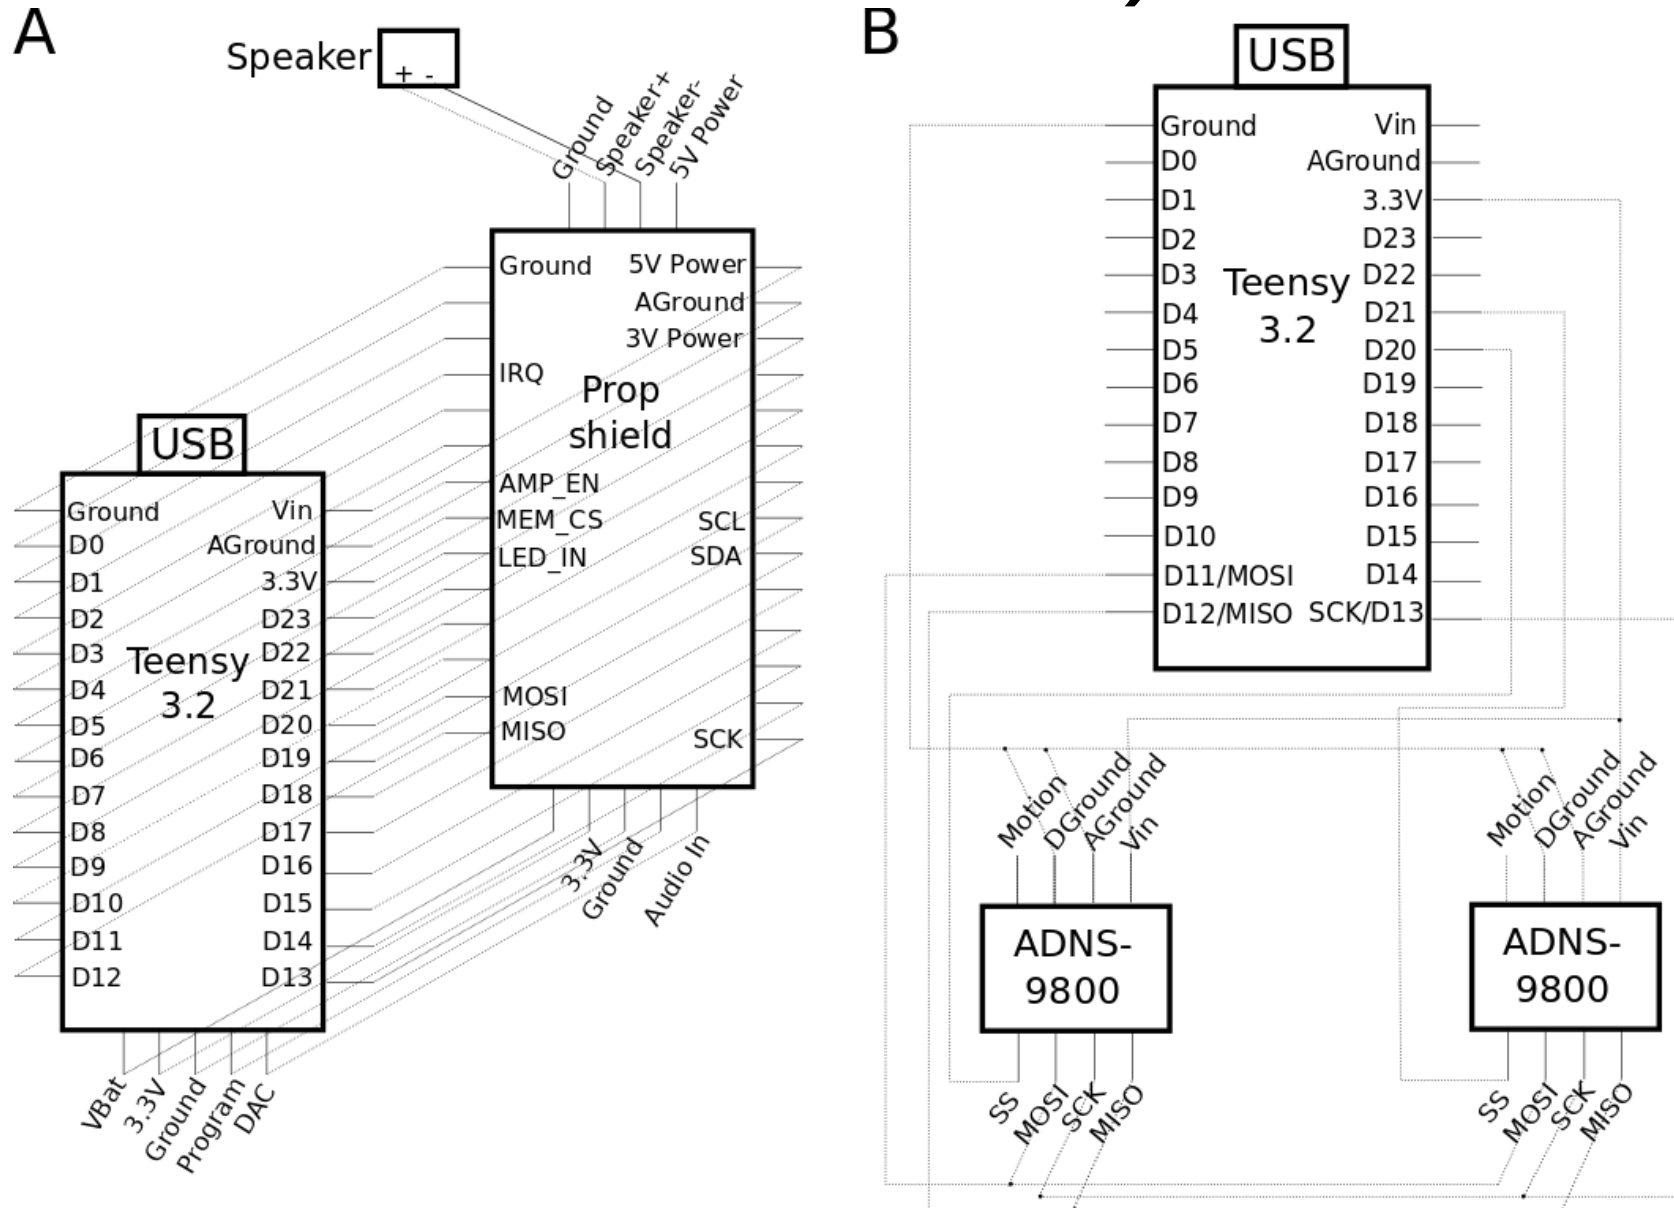 A
Speaker
+ -
Ground
Speaker+
Speaker-
5V Power
Ground
5V Power
AGround
3V Power
IRQ
Prop
shield
AMP_EN
MEM_CS
SCL
LED_IN
SDA
MOSI
MISO
SCK
3.3V
Ground
Audio In
USB
Ground
Vin
D0
AGround
D1
3.3V
D2
D23
D3
Teensy
3.2
D22
D4
D21
D5
D20
D6
D19
D7
D18
D8
D17
D9
D16
D10
D15
D11
D14
D12
D13
VBat
3.3V
Ground
Program
DAC
B
USB
Ground
Vin
D0
AGround
D1
3.3V
D2
D23
D3
Teensy
3.2
D22
D4
D21
D5
D20
D6
D19
D7
D18
D8
D17
D9
D16
D10
D15
D11/MOSI
D14
D12/MISO
SCK/D13
Motion
DGround
AGround
Vin
ADNS-
9800
SS
MOSI
SCK
MISO
Motion
DGround
AGround
Vin
ADNS-
9800
SS
MOSI
SCK
MISO